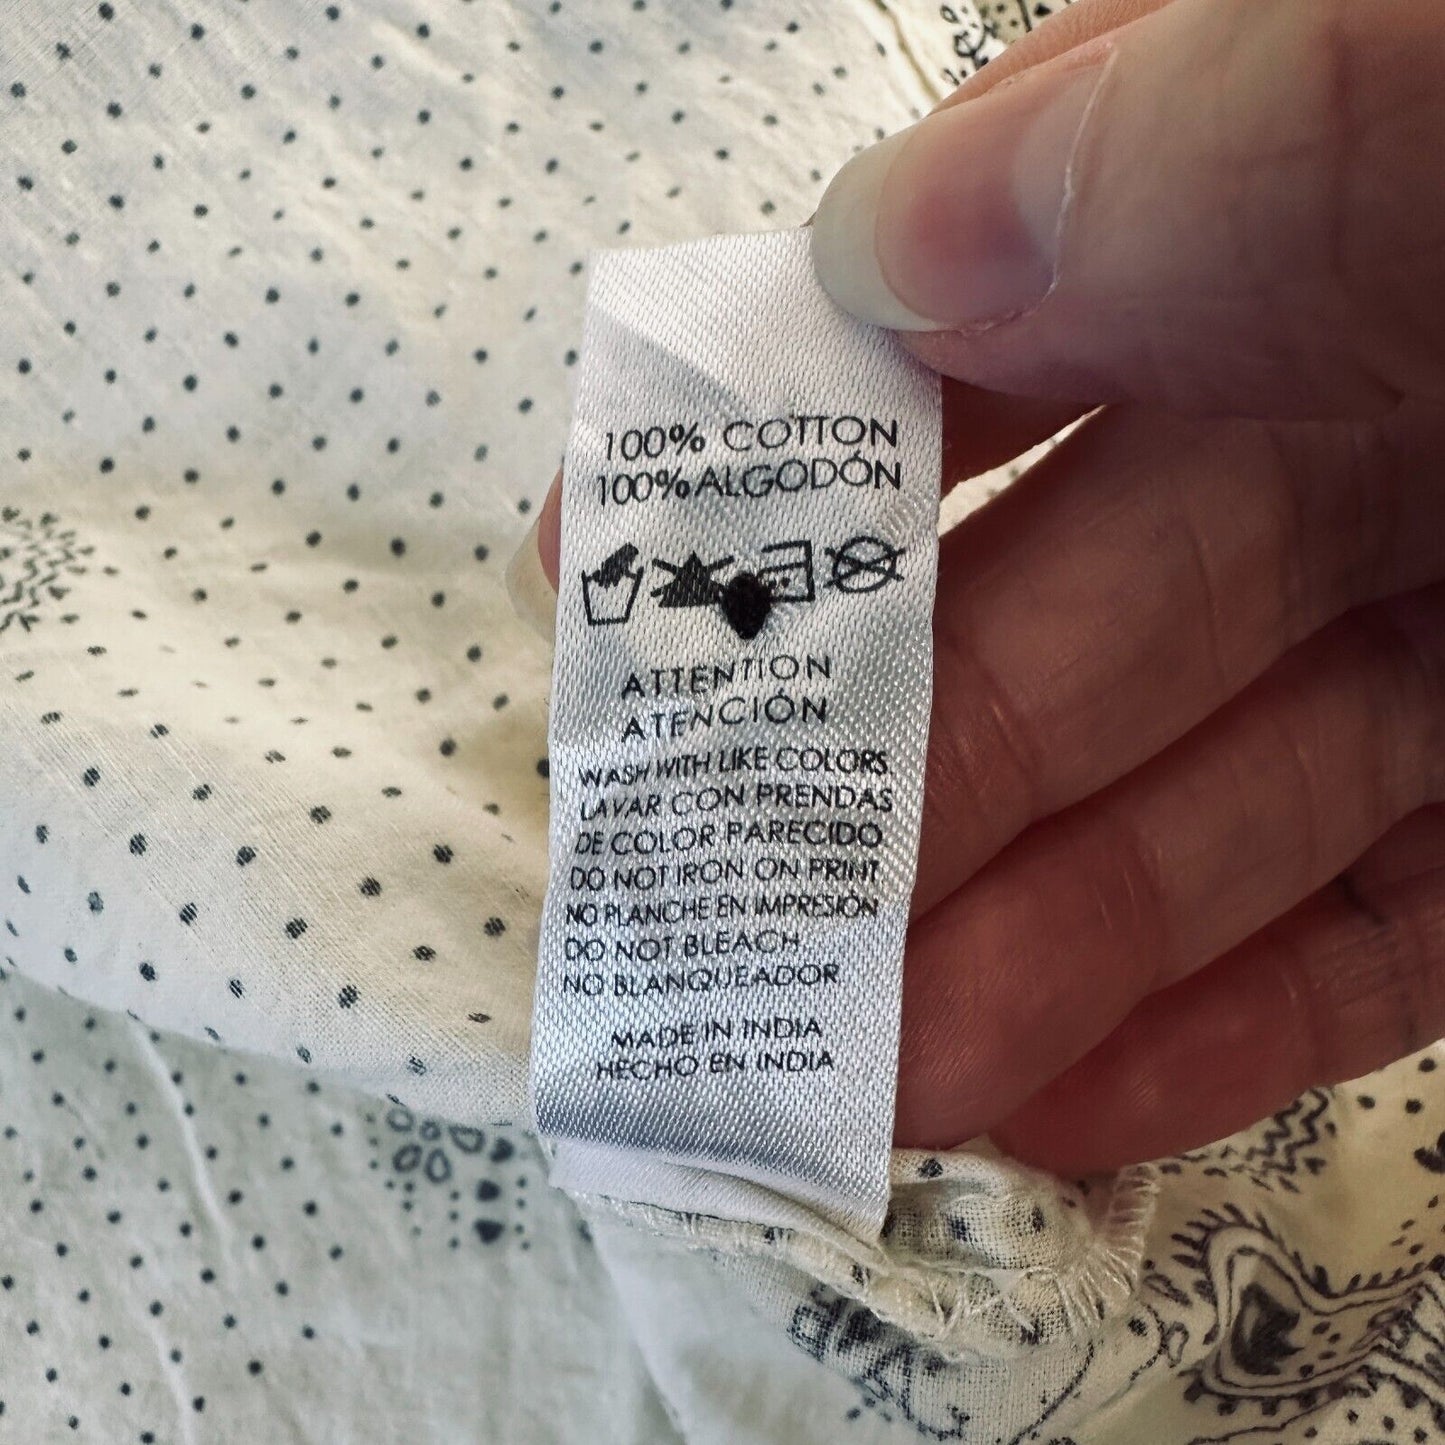 100% COTTON
100% ALGODÓN
ATTENTION
ATENCIÓN
WASH WITH LIKE COLORS.
LAVAR CON PRENDAS
DE COLOR PARECIDO
DO NOT IRON ON PRINT
NO PLANCHE EN IMPRESIÓN
DO NOT BLEACH
NO BLANQUEADOR
MADE IN INDIA
HECHO EN INDIA